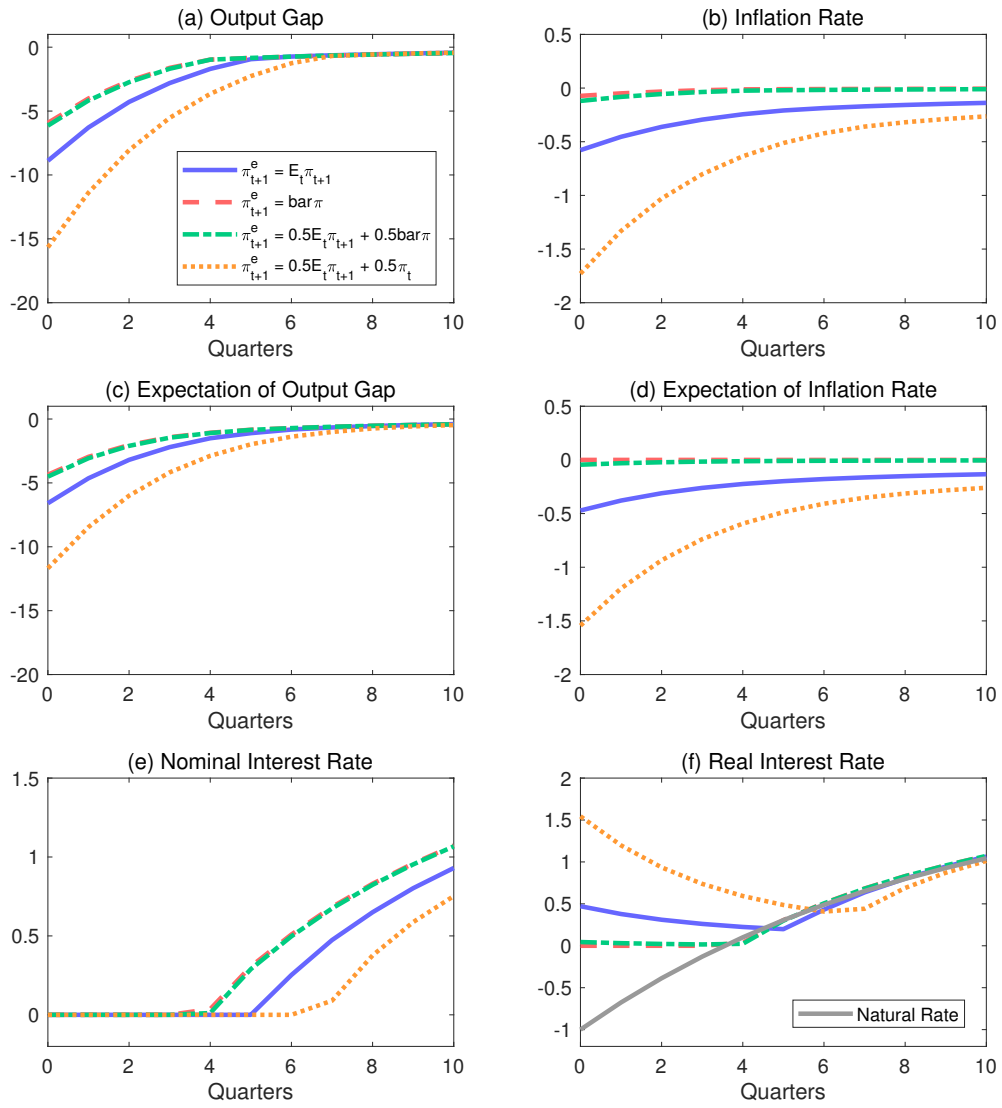 (a) Output Gap
0
-5
-10
-15
-20
π^e_{t+1} = E_tπ_{t+1}
π^e_{t+1} = barπ
π^e_{t+1} = 0.5E_tπ_{t+1} + 0.5barπ
π^e_{t+1} = 0.5E_tπ_{t+1} + 0.5π_t
0 2 4 6 8 10
Quarters
(b) Inflation Rate
0.5
0
-0.5
-1
-1.5
-2
0 2 4 6 8 10
Quarters
(c) Expectation of Output Gap
0
-5
-10
-15
-20
0 2 4 6 8 10
Quarters
(d) Expectation of Inflation Rate
0.5
0
-0.5
-1
-1.5
-2
0 2 4 6 8 10
Quarters
(e) Nominal Interest Rate
1.5
1
0.5
0
0 2 4 6 8 10
Quarters
(f) Real Interest Rate
2
1.5
1
0.5
0
-0.5
-1
Natural Rate
0 2 4 6 8 10
Quarters